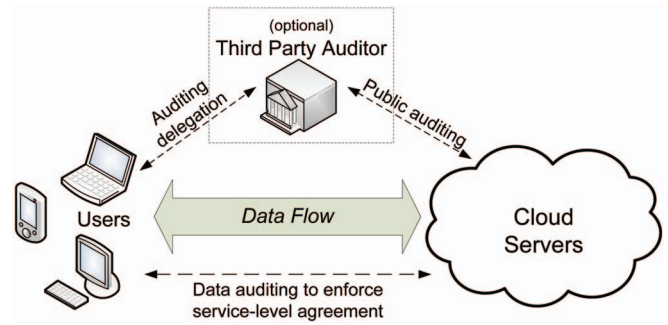 (optional)
Third Party Auditor
Auditing
delegation
Public auditing
Users
Data Flow
Cloud
Servers
Data auditing to enforce
service-level agreement